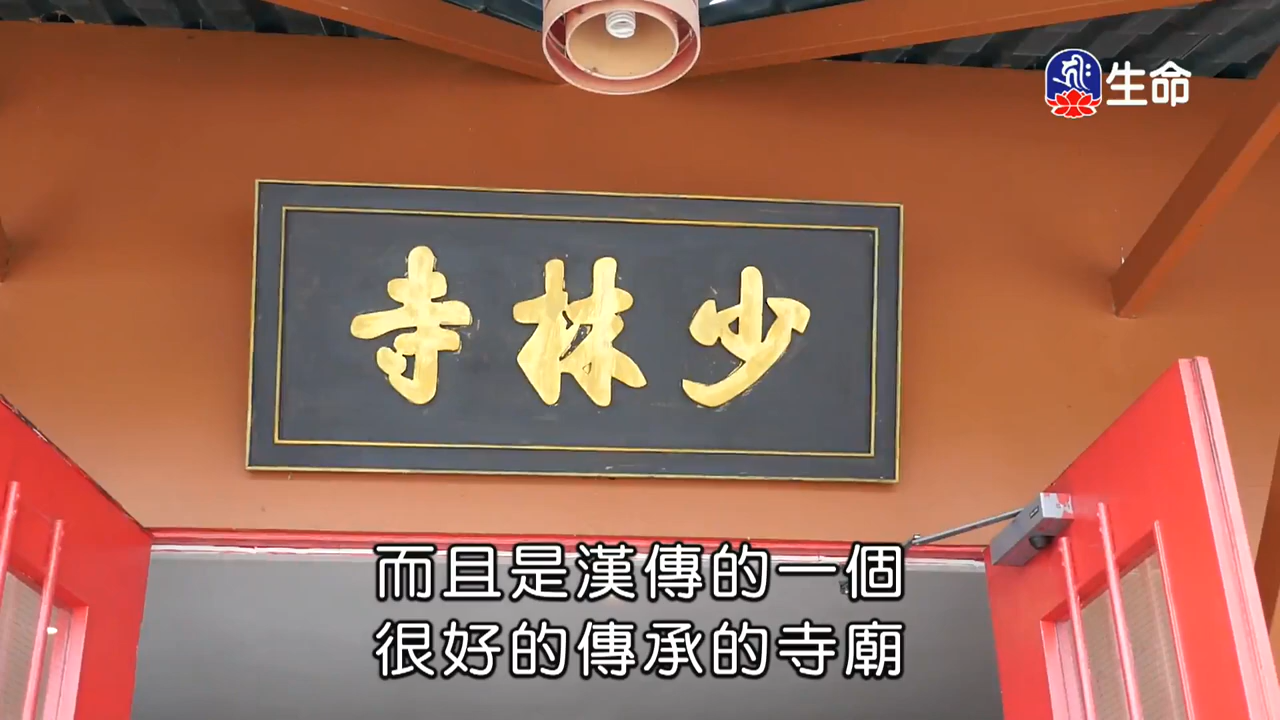 生命
少林寺
而且是漢傳的一個
很好的傳承的寺廟